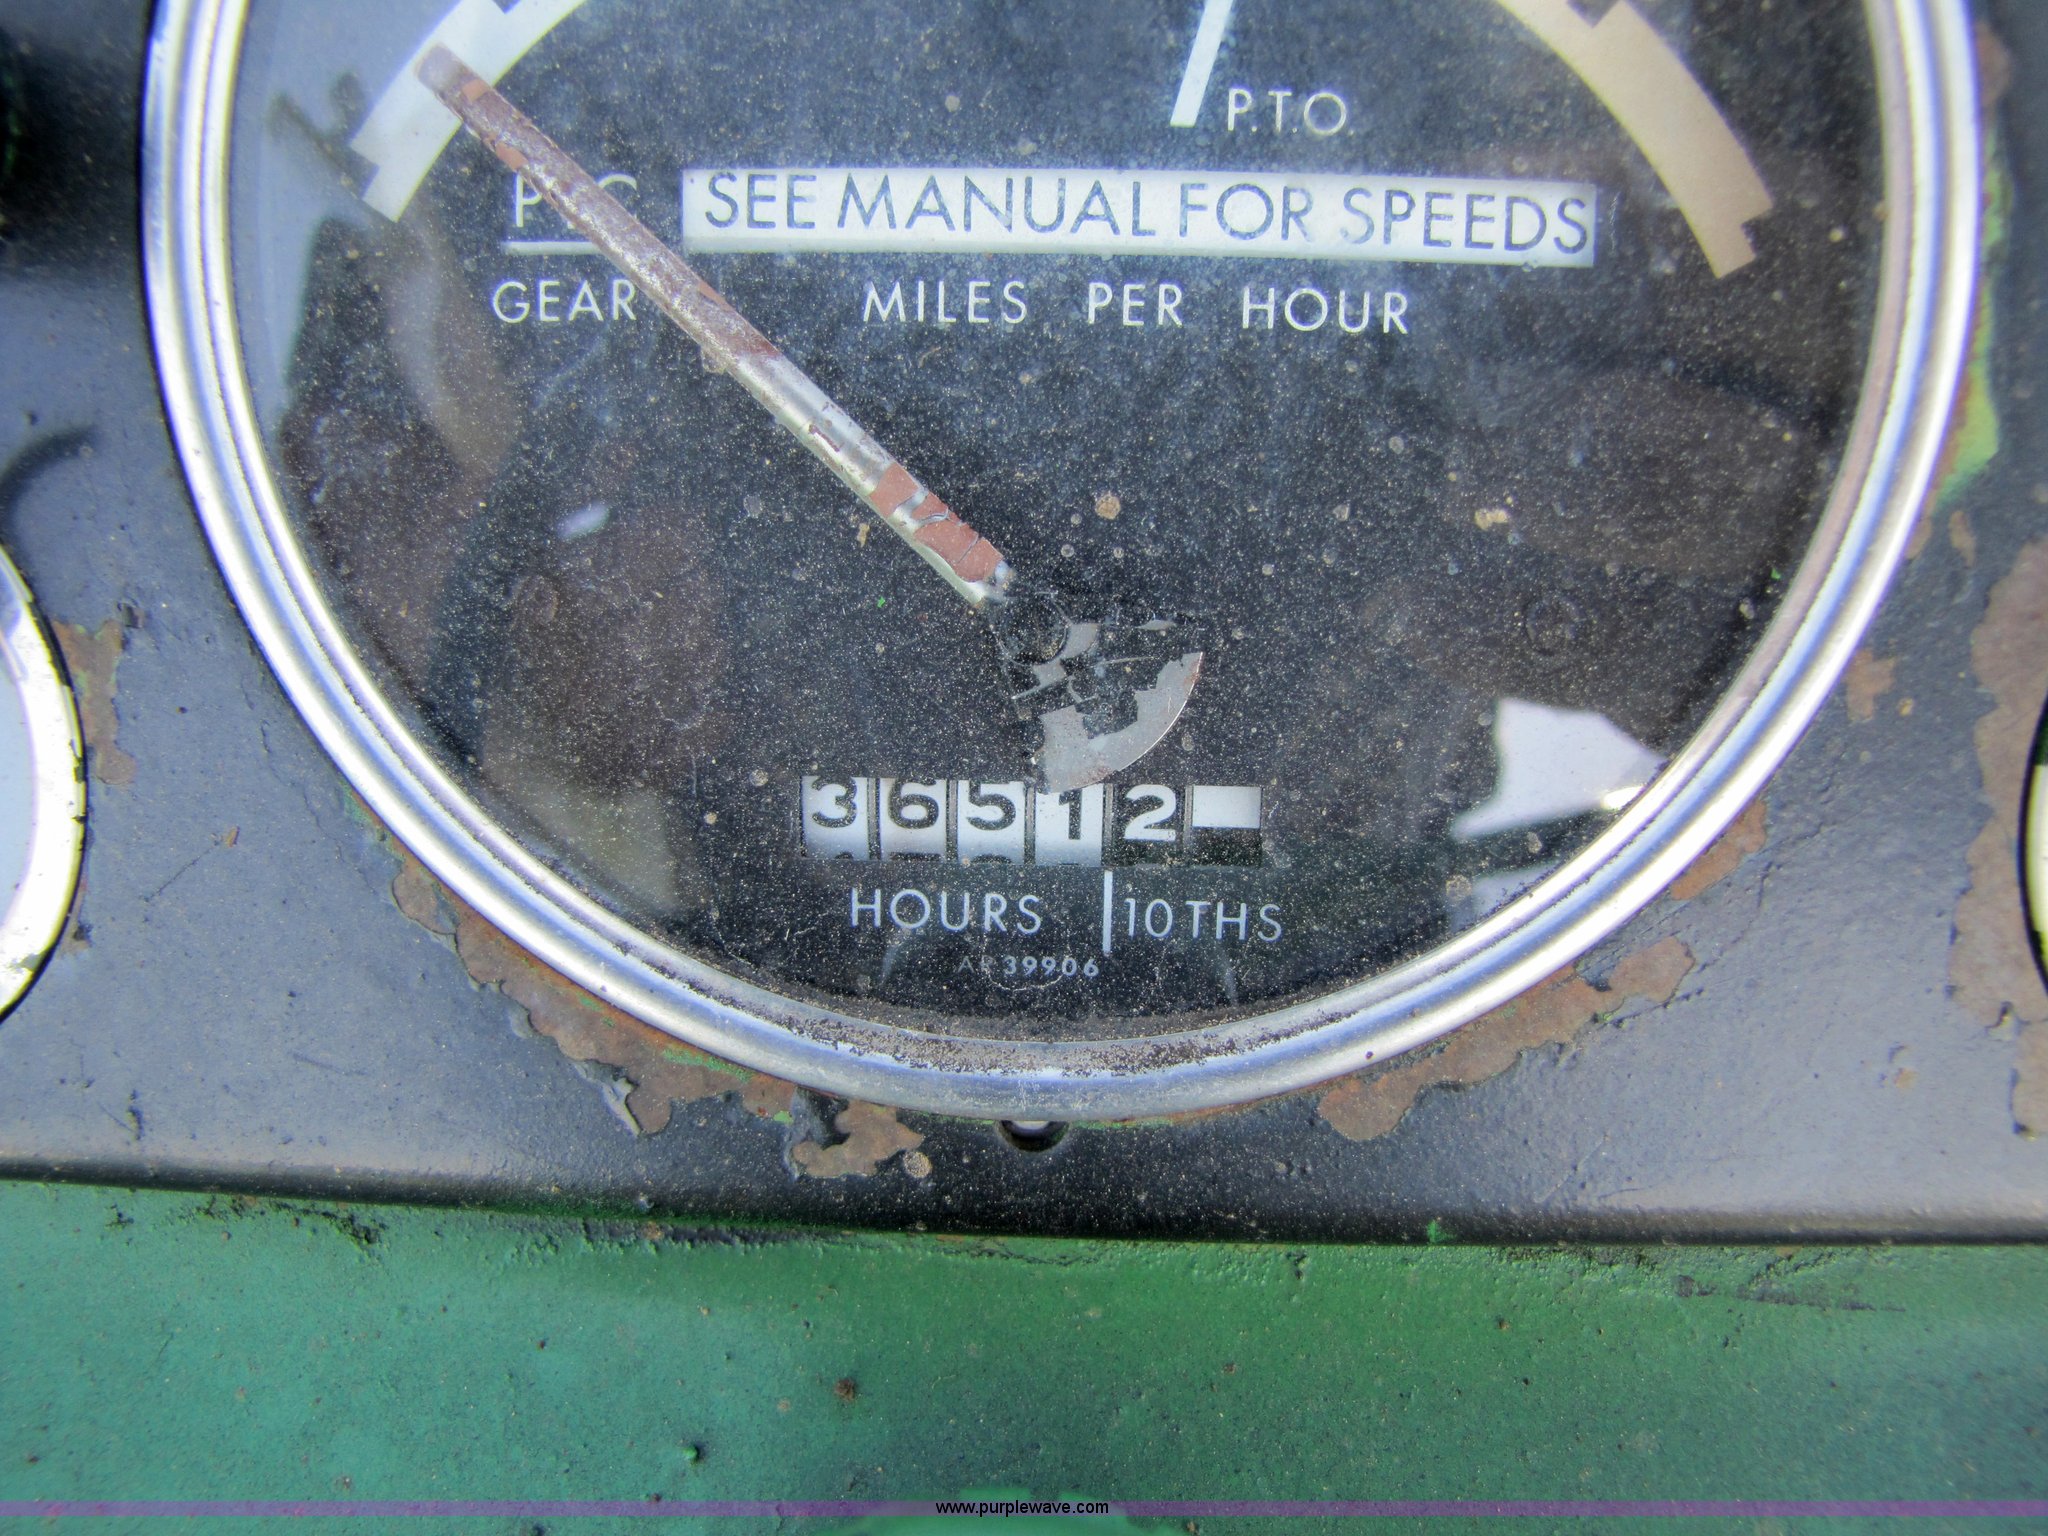 P.T.O.
SEE MANUAL FOR SPEEDS
GEAR MILES PER HOUR
36512
HOURS 10THS
AR39906
www.purplewave.com